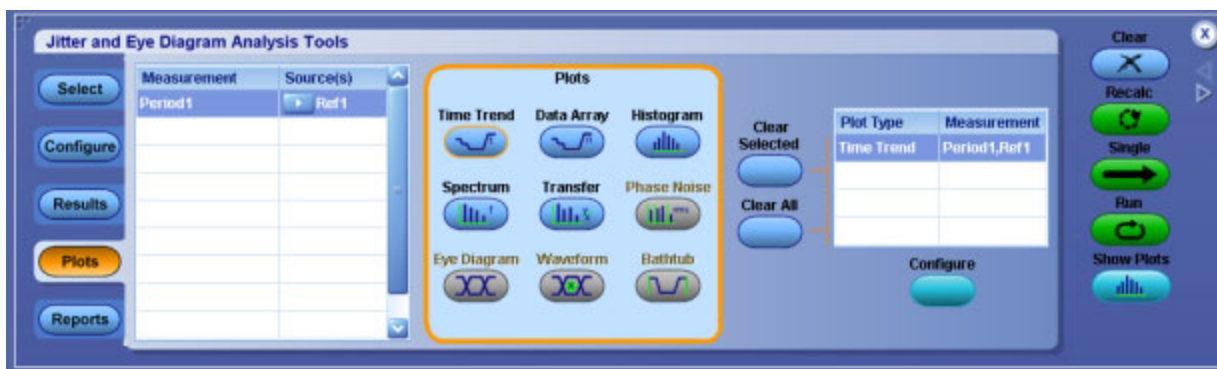 Jitter and Eye Diagram Analysis Tools
Select
Configure
Results
Plots
Reports
Measurement Source(s)
Period1 Ref1
Plots
Time Trend Data Array Histogram
Spectrum Transfer Phase Noise
Eye Diagram Waveform Bathtub
Clear Selected
Clear All
Plot Type Measurement
Time Trend Period1,Ref1
Configure
Clear
Recalc
Single
Run
Show Plots
X